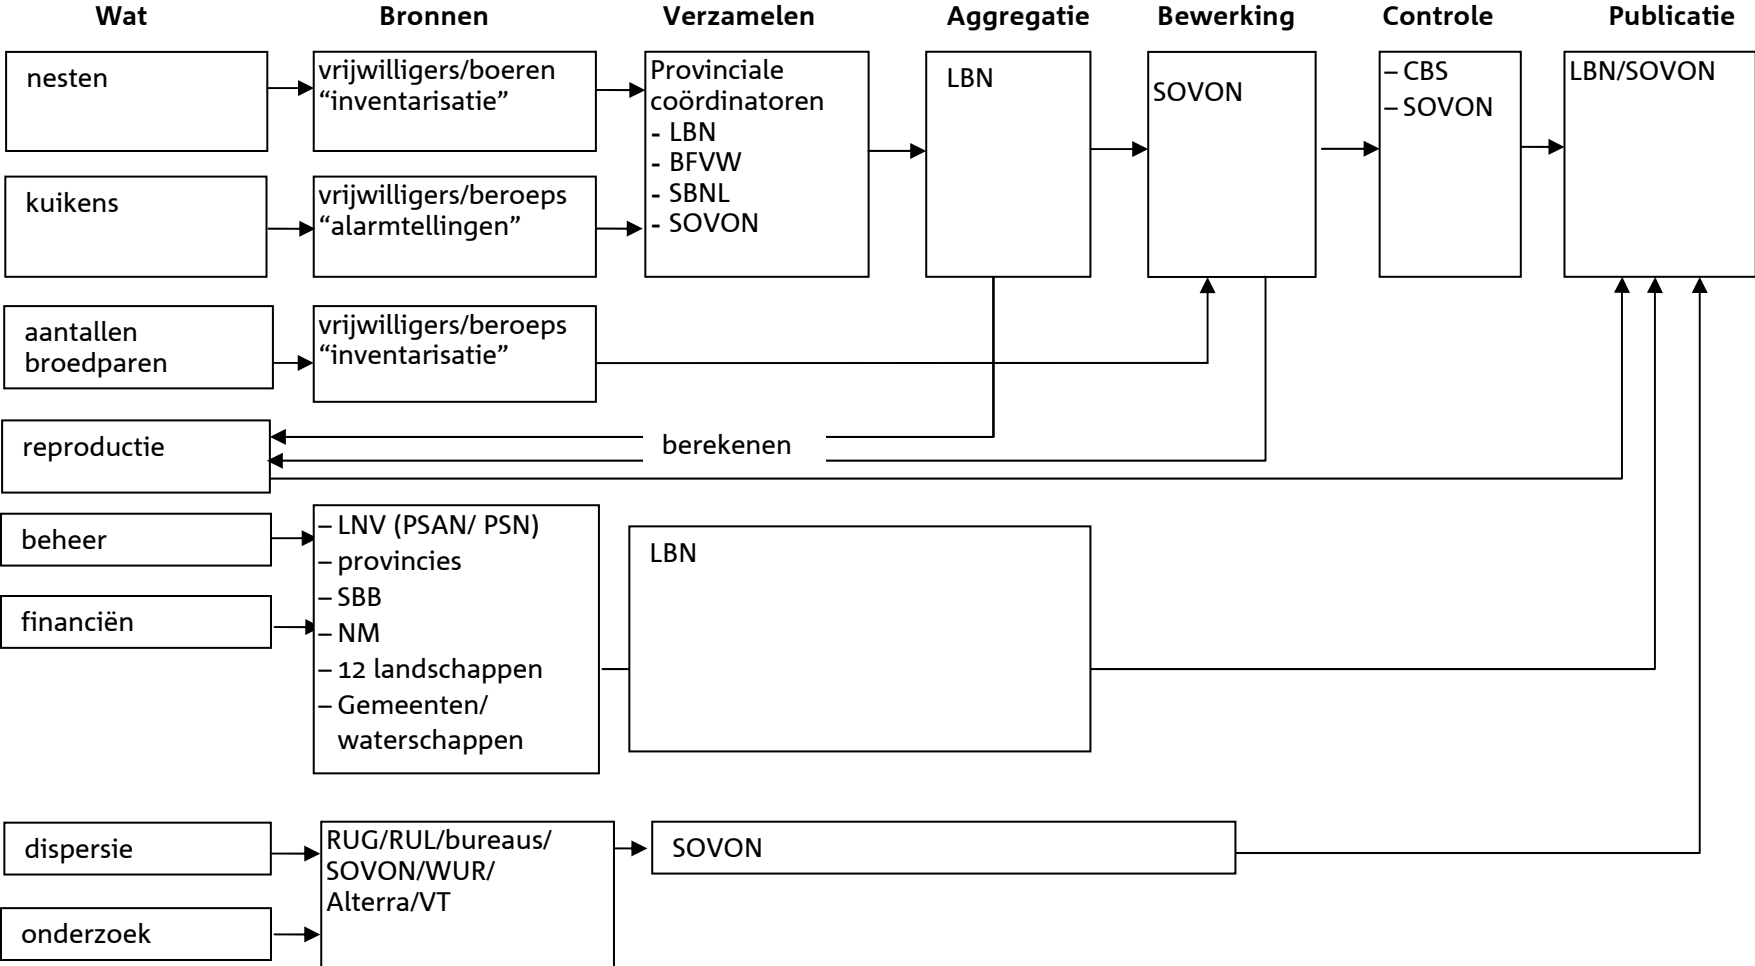 Wat Bronnen Verzamelen Aggregatie Bewerking Controle Publicatie
nesten
vrijwilligers/boeren
“inventarisatie”
Provinciale
coördinatoren
- LBN
- BFVW
- SBNL
- SOVON
LBN
SOVON
– CBS
– SOVON
LBN/SOVON
kuikens
vrijwilligers/beroeps
“alarmtellingen”
aantallen
broedparen
vrijwilligers/beroeps
“inventarisatie”
reproductie
berekenen
beheer
financiën
– LNV (PSAN/ PSN)
– provincies
– SBB
– NM
– 12 landschappen
– Gemeenten/
waterschappen
LBN
dispersie
onderzoek
RUG/RUL/bureaus/
SOVON/WUR/
Alterra/VT
SOVON